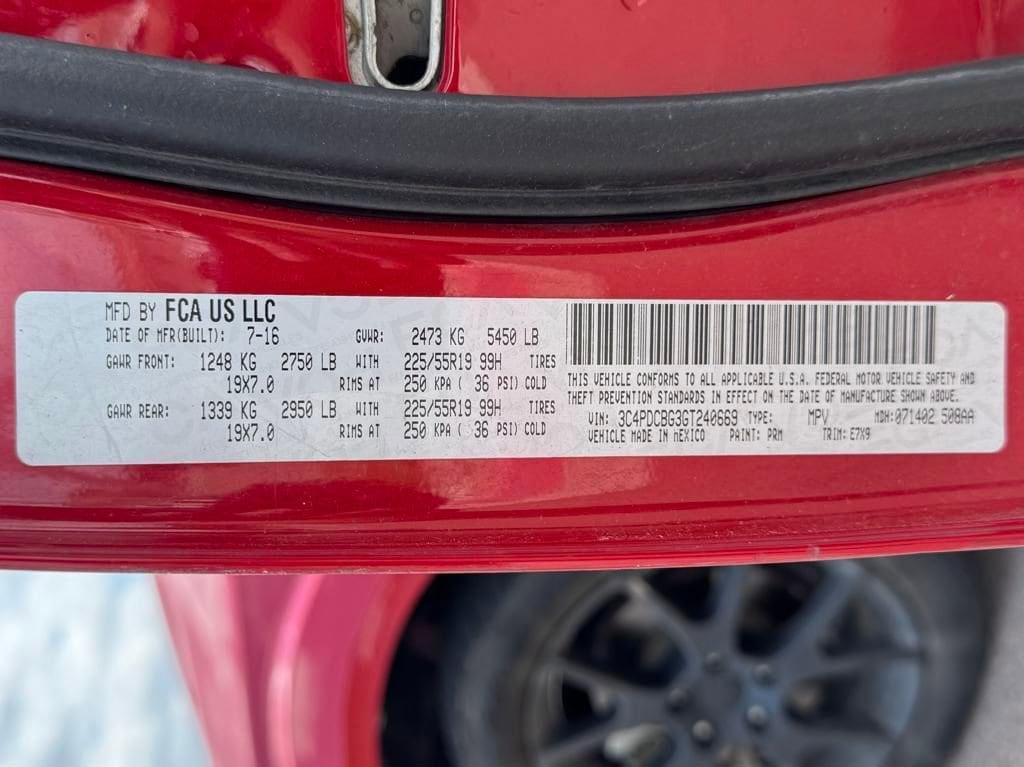 MFD BY FCA US LLC
DATE OF MFR(BUILT): 7-16 GVWR: 2473 KG 5450 LB
GAWR FRONT: 1248 KG 2750 LB WITH 225/55R19 99H TIRES
19X7.0 RIMS AT 250 KPA ( 36 PSI) COLD
GAWR REAR: 1339 KG 2950 LB WITH 225/55R19 99H TIRES
19X7.0 RIMS AT 250 KPA ( 36 PSI) COLD
THIS VEHICLE CONFORMS TO ALL APPLICABLE U.S.A. FEDERAL MOTOR VEHICLE SAFETY AND
THEFT PREVENTION STANDARDS IN EFFECT ON THE DATE OF MANUFACTURE SHOWN ABOVE.
VIN: 3C4PDCBG3GT240669 TYPE: MPV MDH: 071402 508AA
VEHICLE MADE IN MEXICO PAINT: PRM TRIM: E7X9